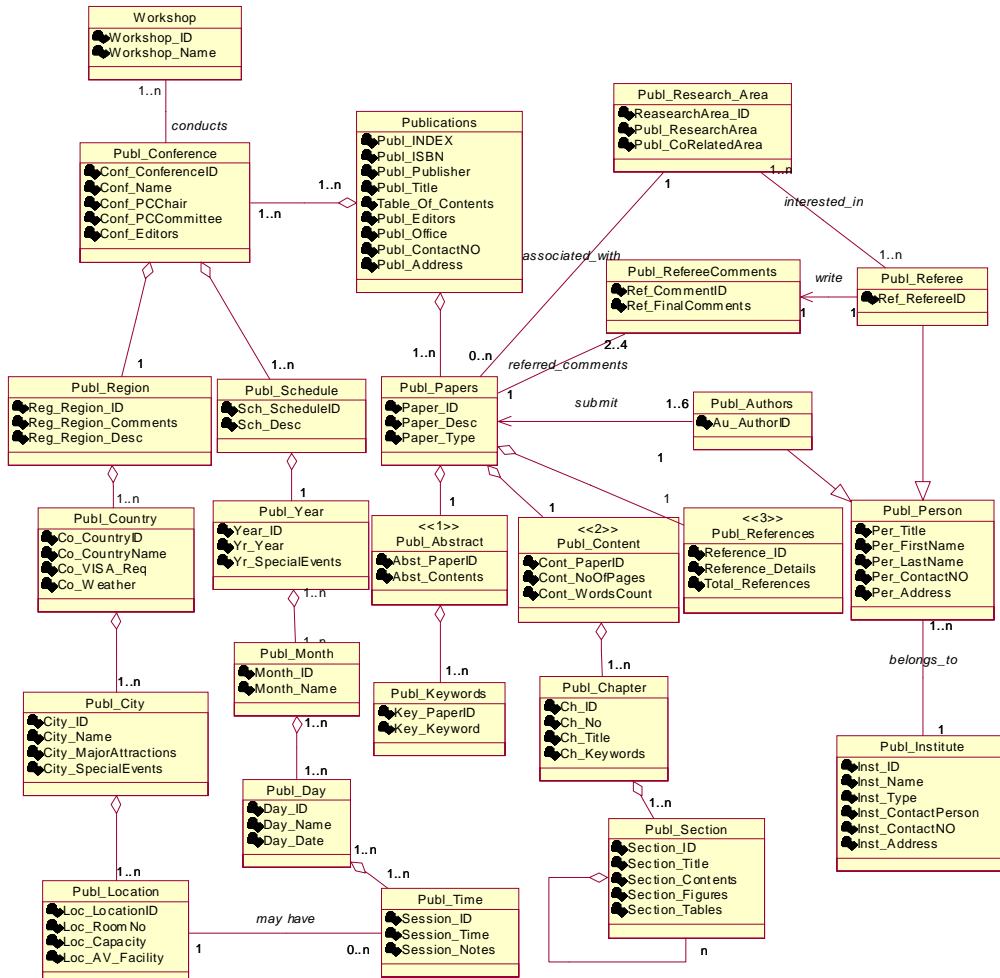 Workshop
Workshop_ID
Workshop_Name
1..n
conducts
Publ_Conference
Conf_ConferenceID
Conf_Name
Conf_PCChair
Conf_PCCommittee
Conf_Editors
1..n
1..n
Publications
Publ_INDEX
Publ_ISBN
Publ_Publisher
Publ_Title
Table_Of_Contents
Publ_Editors
Publ_Office
Publ_ContactNO
Publ_Address
Publ_Research_Area
ReasearchArea_ID
Publ_ResearchArea
Publ_CoRelatedArea
1
1..n
interested_in
1..n
associated_with
0..n
Publ_RefereeComments
Ref_CommentID
Ref_FinalComments
write
1
1
Publ_Referee
Ref_RefereeID
2..4
referred_comments
1
1
Publ_Region
Reg_Region_ID
Reg_Region_Comments
Reg_Region_Desc
1..n
Publ_Schedule
Sch_ScheduleID
Sch_Desc
1..n
Publ_Papers
Paper_ID
Paper_Desc
Paper_Type
submit
1..6
Publ_Authors
Au_AuthorID
1..n
Publ_Country
Co_CountryID
Co_CountryName
Co_VISA_Req
Co_Weather
1
Publ_Year
Year_ID
Yr_Year
Yr_SpecialEvents
1
<<1>>
Publ_Abstract
Abst_PaperID
Abst_Contents
1
<<2>>
Publ_Content
Cont_PaperID
Cont_NoOfPages
Cont_WordsCount
1
1
<<3>>
Publ_References
Reference_ID
Reference_Details
Total_References
Publ_Person
Per_Title
Per_FirstName
Per_LastName
Per_ContactNO
Per_Address
1..n
belongs_to
1
1..n
1..n
Publ_Month
Month_ID
Month_Name
1..n
Publ_City
City_ID
City_Name
City_MajorAttractions
City_SpecialEvents
1..n
Publ_Keywords
Key_PaperID
Key_Keyword
1..n
Publ_Chapter
Ch_ID
Ch_No
Ch_Title
Ch_Keywords
Publ_Institute
Inst_ID
Inst_Name
Inst_Type
Inst_ContactPerson
Inst_ContactNO
Inst_Address
1..n
1..n
Publ_Day
Day_ID
Day_Name
Day_Date
1..n
1..n
1..n
Publ_Section
Section_ID
Section_Title
Section_Contents
Section_Figures
Section_Tables
n
1..n
Publ_Location
Loc_LocationID
Loc_RoomNo
Loc_Capacity
Loc_AV_Facility
may have
1
0..n
Publ_Time
Session_ID
Session_Time
Session_Notes